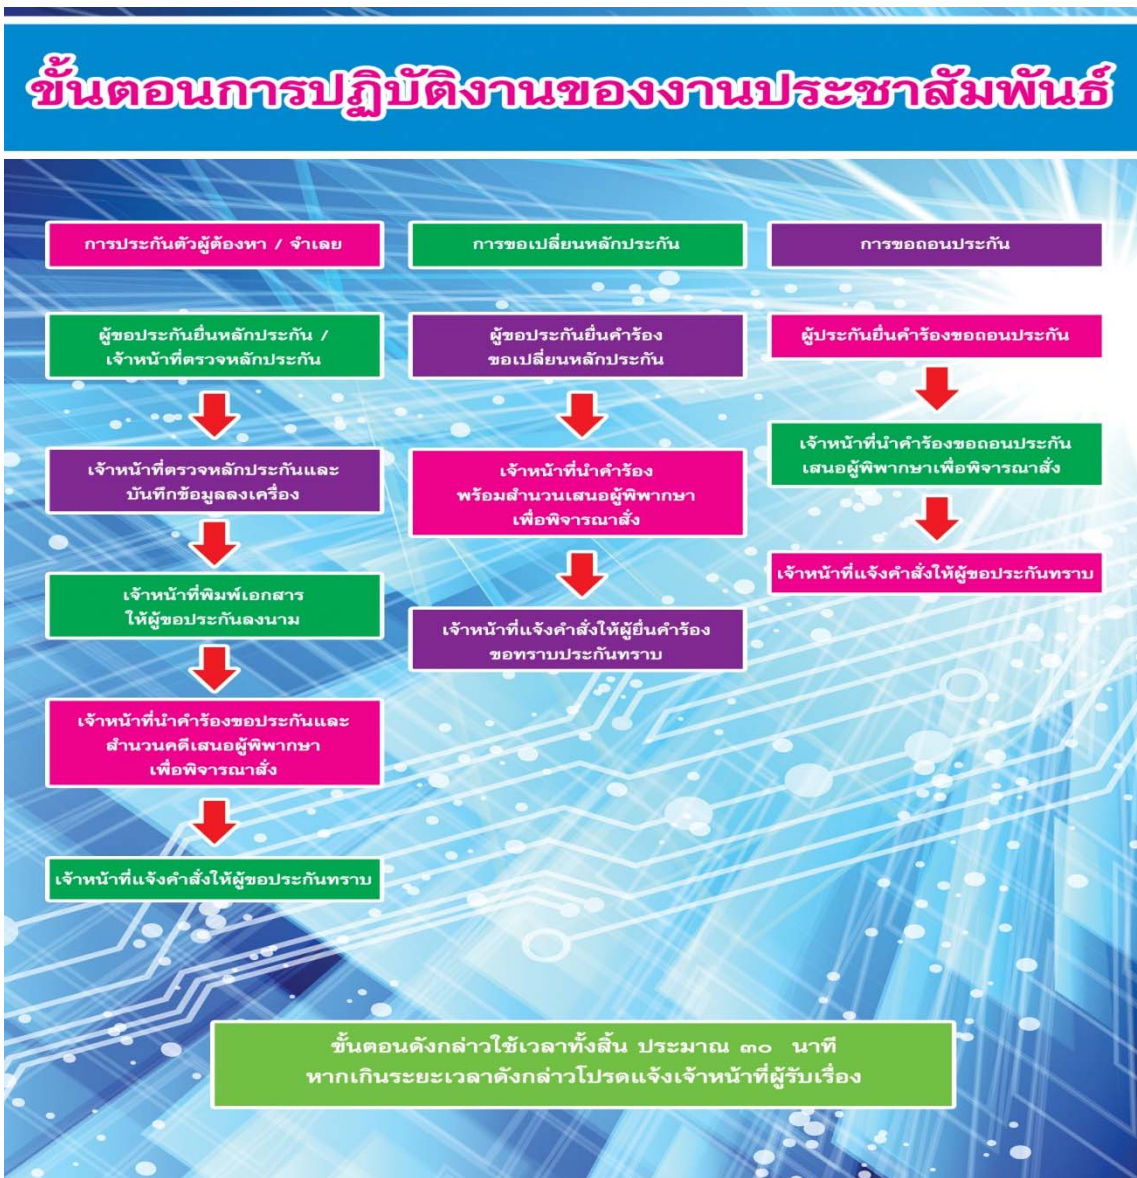 ขั้นตอนการปฏิบัติงานของงานประชาสัมพันธ์
การประกันตัวผู้ต้องหา / จำเลย
ผู้ขอประกันยื่นหลักประกัน /
เจ้าหน้าที่ตรวจหลักประกัน
เจ้าหน้าที่ตรวจหลักประกันและ
บันทึกข้อมูลลงเครื่อง
เจ้าหน้าที่พิมพ์เอกสาร
ให้ผู้ขอประกันลงนาม
เจ้าหน้าที่นำคำร้องขอประกันและ
สำนวนคดีเสนอผู้พิพากษา
เพื่อพิจารณาสั่ง
เจ้าหน้าที่แจ้งคำสั่งให้ผู้ขอประกันทราบ
การขอเปลี่ยนหลักประกัน
ผู้ขอประกันยื่นคำร้อง
ขอเปลี่ยนหลักประกัน
เจ้าหน้าที่นำคำร้อง
พร้อมสำนวนเสนอผู้พิพากษา
เพื่อพิจารณาสั่ง
เจ้าหน้าที่แจ้งคำสั่งให้ผู้ยื่นคำร้อง
ขอทราบประกันทราบ
การขอถอนประกัน
ผู้ประกันยื่นคำร้องขอถอนประกัน
เจ้าหน้าที่นำคำร้องขอถอนประกัน
เสนอผู้พิพากษาเพื่อพิจารณาสั่ง
เจ้าหน้าที่แจ้งคำสั่งให้ผู้ขอประกันทราบ
ขั้นตอนดังกล่าวใช้เวลาทั้งสิ้น ประมาณ ๓๐ นาที
หากเกินระยะเวลาดังกล่าวโปรดแจ้งเจ้าหน้าที่ผู้รับเรื่อง